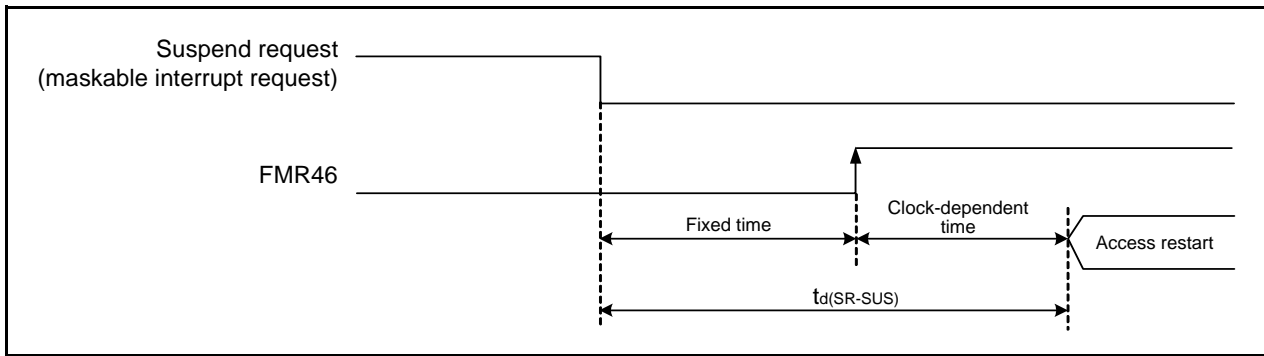 Suspend request
(maskable interrupt request)
FMR46
Fixed time
Clock-dependent
time
Access restart
td(SR-SUS)